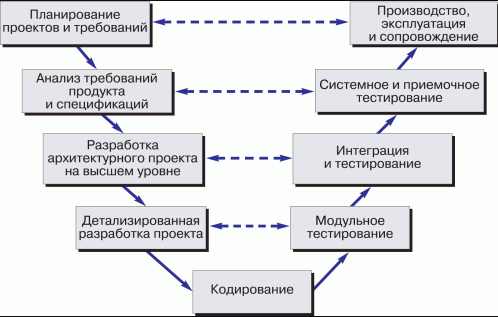 Планирование
проектов и требований
Производство,
эксплуатация
и сопровождение
Анализ требований
продукта
и спецификаций
Системное и приемочное
тестирование
Разработка
архитектурного проекта
на высшем уровне
Интеграция
и тестирование
Детализированная
разработка проекта
Модульное
тестирование
Кодирование